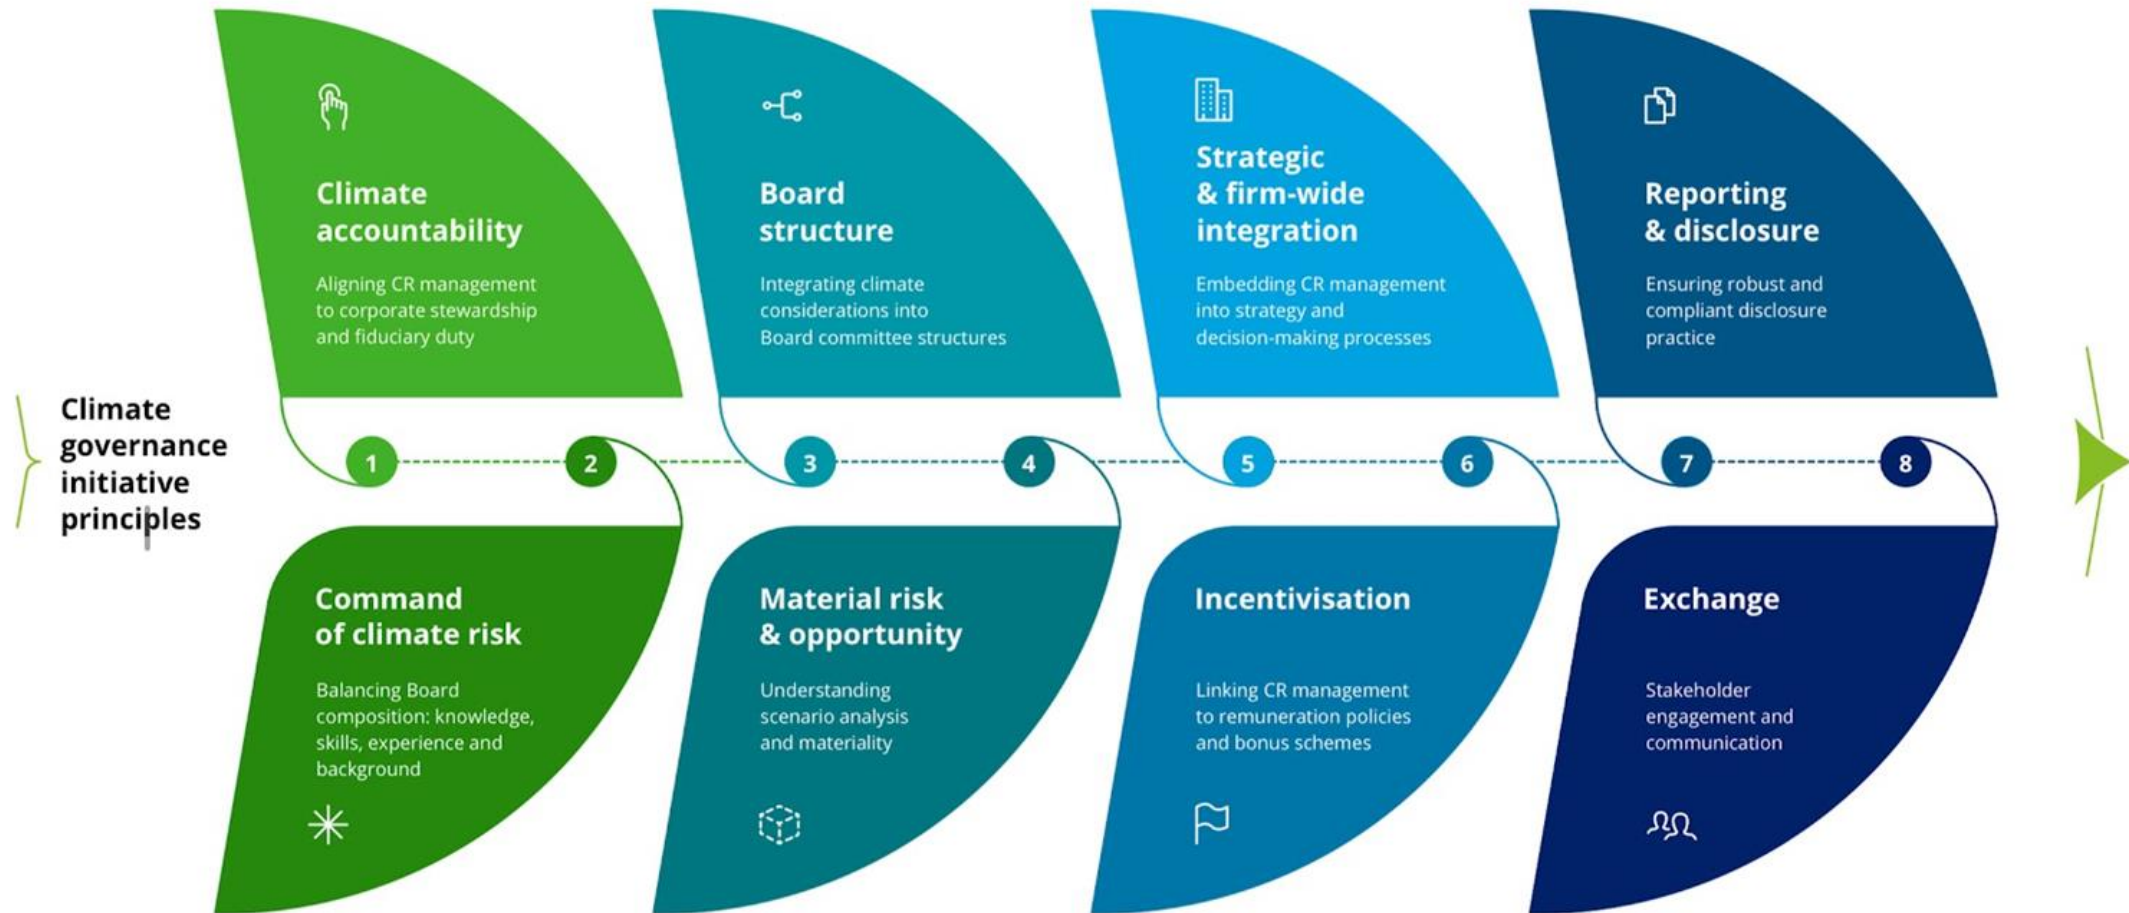 Climate
governance
initiative
principles
Climate
accountability
Aligning CR management
to corporate stewardship
and fiduciary duty
1
2
Command
of climate risk
Balancing Board
composition: knowledge,
skills, experience and
background
Board
structure
Integrating climate
considerations into
Board committee structures
3
4
Material risk
& opportunity
Understanding
scenario analysis
and materiality
Strategic
& firm-wide
integration
Embedding CR management
into strategy and
decision-making processes
5
6
Incentivisation
Linking CR management
to remuneration policies
and bonus schemes
Reporting
& disclosure
Ensuring robust and
compliant disclosure
practice
7
8
Exchange
Stakeholder
engagement and
communication